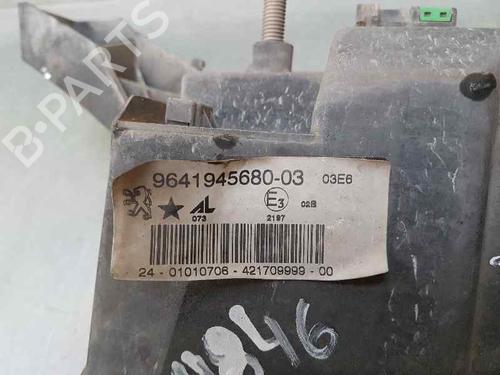 B-PARTS
9641945680-03 03E6
AL E3 02B
073 2197
24 - 01010706 - 421709999 - 00